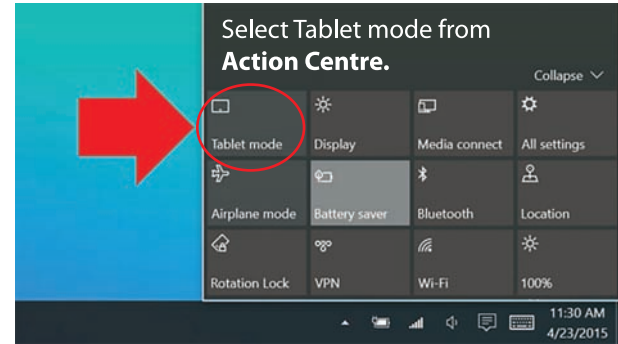 Select Tablet mode from
Action Centre.
Collapse
Tablet mode Display Media connect All settings
Airplane mode Battery saver Bluetooth Location
Rotation Lock VPN Wi-Fi 100%
11:30 AM
4/23/2015